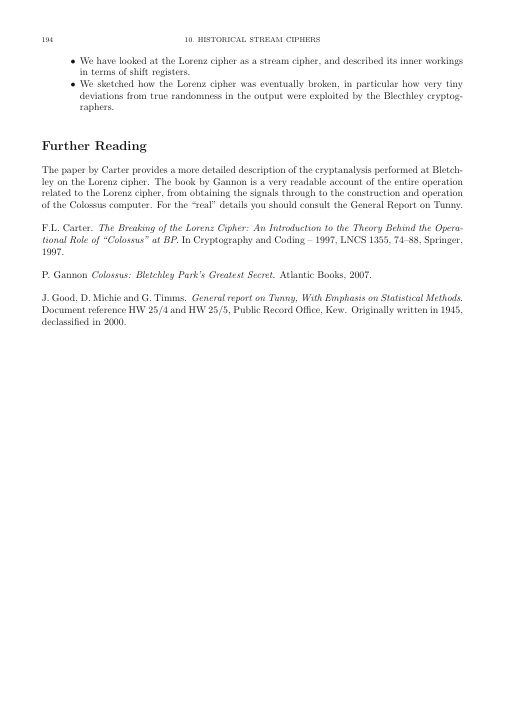 194 10. HISTORICAL STREAM CIPHERS
• We have looked at the Lorenz cipher as a stream cipher, and described its inner workings
in terms of shift registers.
• We sketched how the Lorenz cipher was eventually broken, in particular how very tiny
deviations from true randomness in the output were exploited by the Blecthley cryptog-
raphers.
Further Reading
The paper by Carter provides a more detailed description of the cryptanalysis performed at Bletch-
ley on the Lorenz cipher. The book by Gannon is a very readable account of the entire operation
related to the Lorenz cipher, from obtaining the signals through to the construction and operation
of the Colossus computer. For the “real” details you should consult the General Report on Tunny.
F.L. Carter. The Breaking of the Lorenz Cipher: An Introduction to the Theory Behind the Opera-
tional Role of “Colossus” at BP. In Cryptography and Coding – 1997, LNCS 1355, 74–88, Springer,
1997.
P. Gannon Colossus: Bletchley Park’s Greatest Secret. Atlantic Books, 2007.
J. Good, D. Michie and G. Timms. General report on Tunny, With Emphasis on Statistical Methods.
Document reference HW 25/4 and HW 25/5, Public Record Office, Kew. Originally written in 1945,
declassified in 2000.